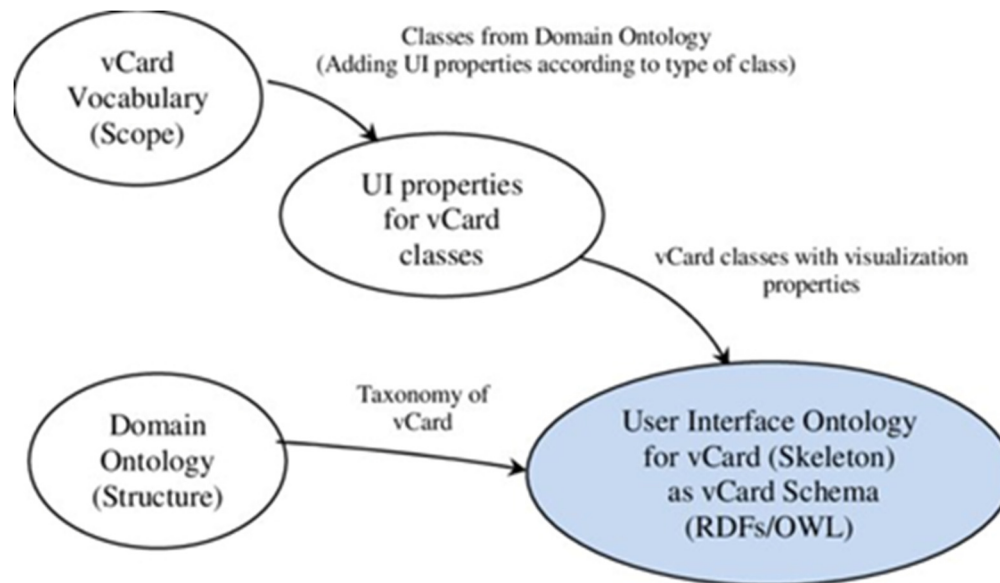 vCard
Vocabulary
(Scope)
Classes from Domain Ontology
(Adding UI properties according to type of class)
UI properties
for vCard
classes
vCard classes with visualization
properties
Domain
Ontology
(Structure)
Taxonomy of
vCard
User Interface Ontology
for vCard (Skeleton)
as vCard Schema
(RDFs/OWL)